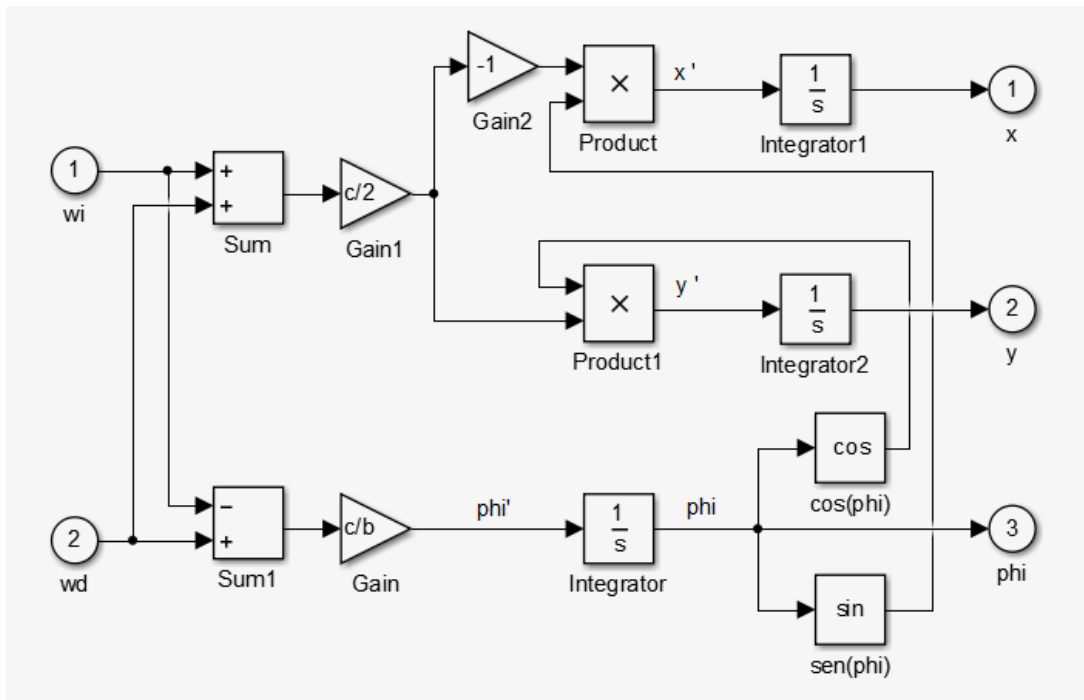 -1
Gain2
×
x '
Product
1
s
Integrator1
1
x
1
wi
+
+
Sum
c/2
Gain1
×
y '
Product1
1
s
Integrator2
2
y
cos
cos(phi)
2
wd
−
+
Sum1
c/b
Gain
phi'
1
s
Integrator
phi
3
phi
sin
sen(phi)